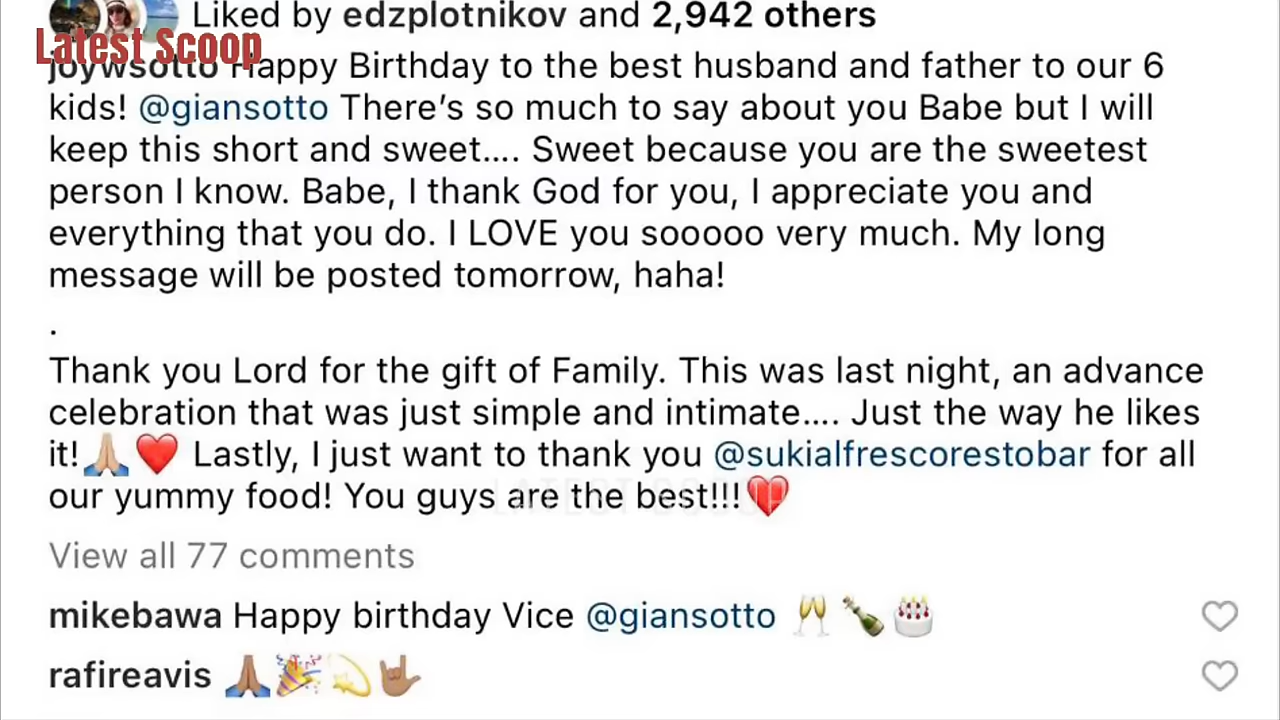 Liked by edzplotnikov and 2,942 others
Latest Scoop
joywsotto Happy Birthday to the best husband and father to our 6
kids! @giansotto There's so much to say about you Babe but I will
keep this short and sweet.... Sweet because you are the sweetest
person I know. Babe, I thank God for you, I appreciate you and
everything that you do. I LOVE you sooooo very much. My long
message will be posted tomorrow, haha!
.
Thank you Lord for the gift of Family. This was last night, an advance
celebration that was just simple and intimate.... Just the way he likes
it!🙏🏼❤️ Lastly, I just want to thank you @sukialfrescorestobar for all
our yummy food! You guys are the best!!!❤️
LATEST SCOOP
View all 77 comments
mikebawa Happy birthday Vice @giansotto 🥂🍾🎂
rafireavis 🙏🏽🎉💫🤟🏽